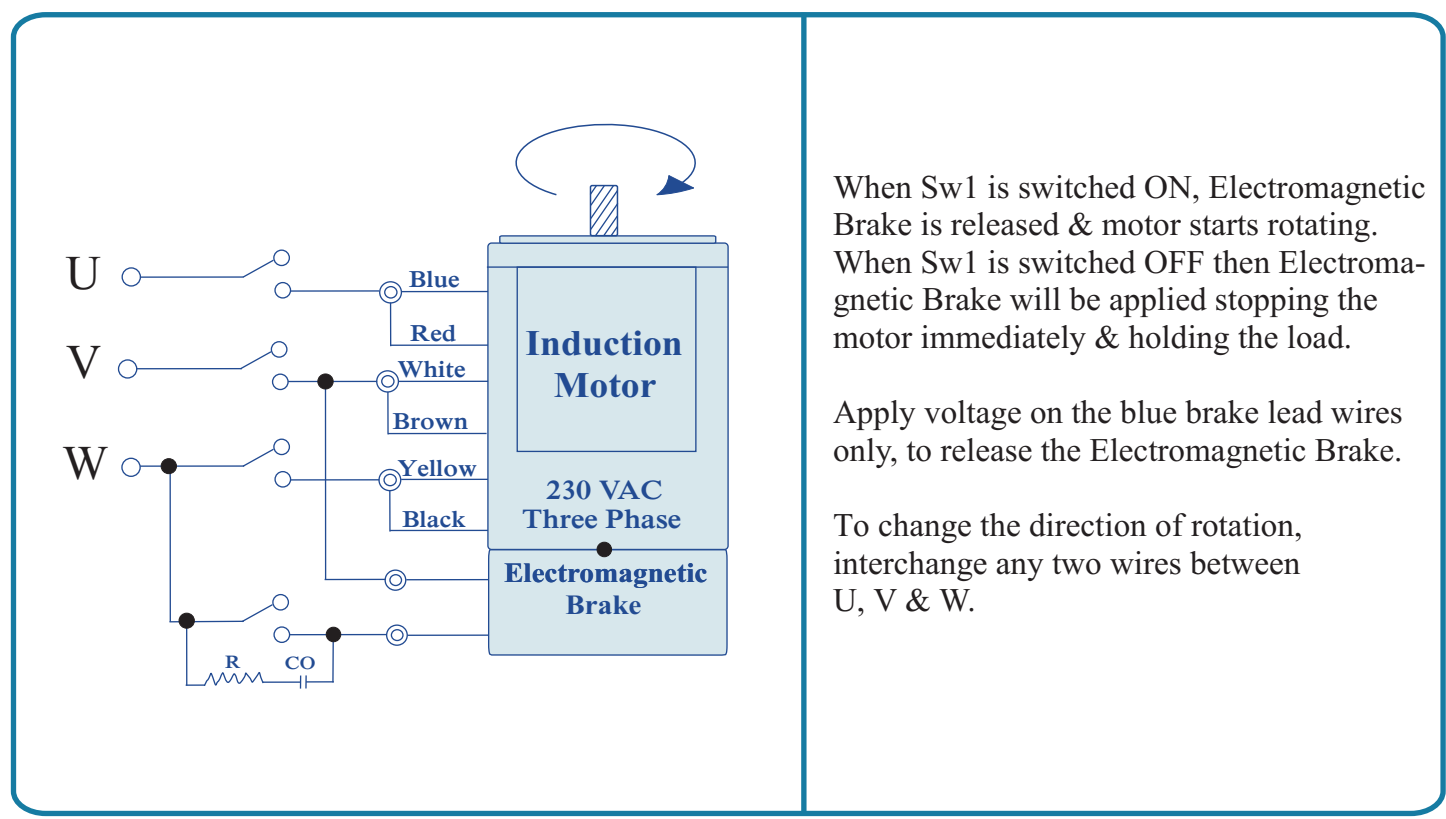 U
V
W
Blue
Red
White
Brown
Yellow
Black
R
CO
Induction
Motor
230 VAC
Three Phase
Electromagnetic
Brake
When Sw1 is switched ON, Electromagnetic
Brake is released & motor starts rotating.
When Sw1 is switched OFF then Electroma-
gnetic Brake will be applied stopping the
motor immediately & holding the load.
Apply voltage on the blue brake lead wires
only, to release the Electromagnetic Brake.
To change the direction of rotation,
interchange any two wires between
U, V & W.